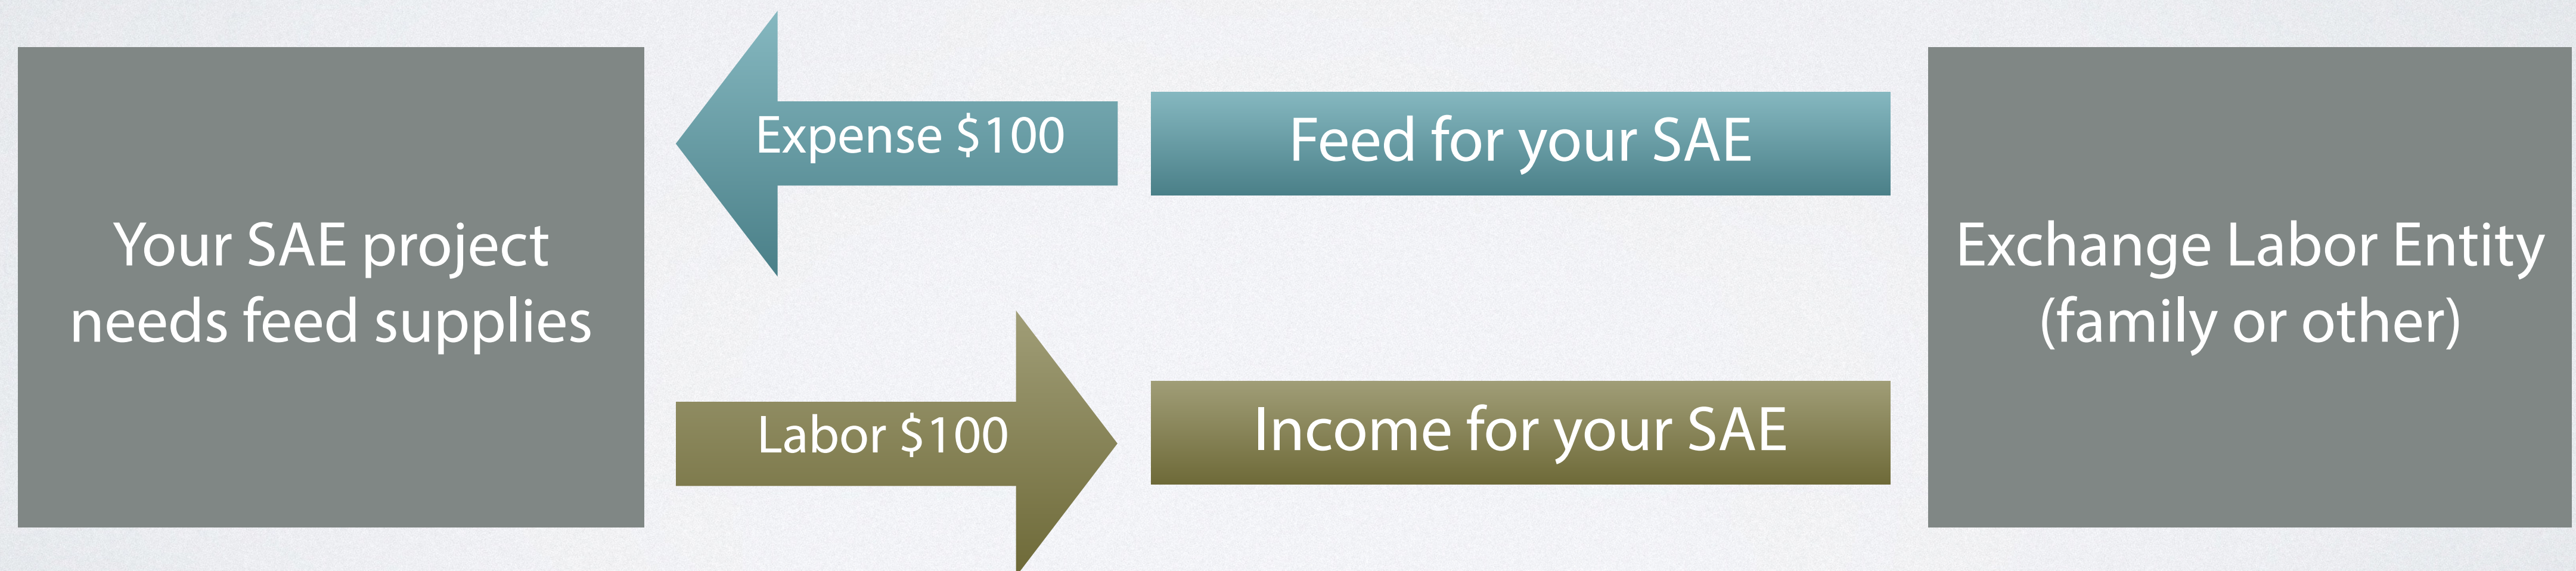 Your SAE project
needs feed supplies
Expense $100
Feed for your SAE
Labor $100
Income for your SAE
Exchange Labor Entity
(family or other)